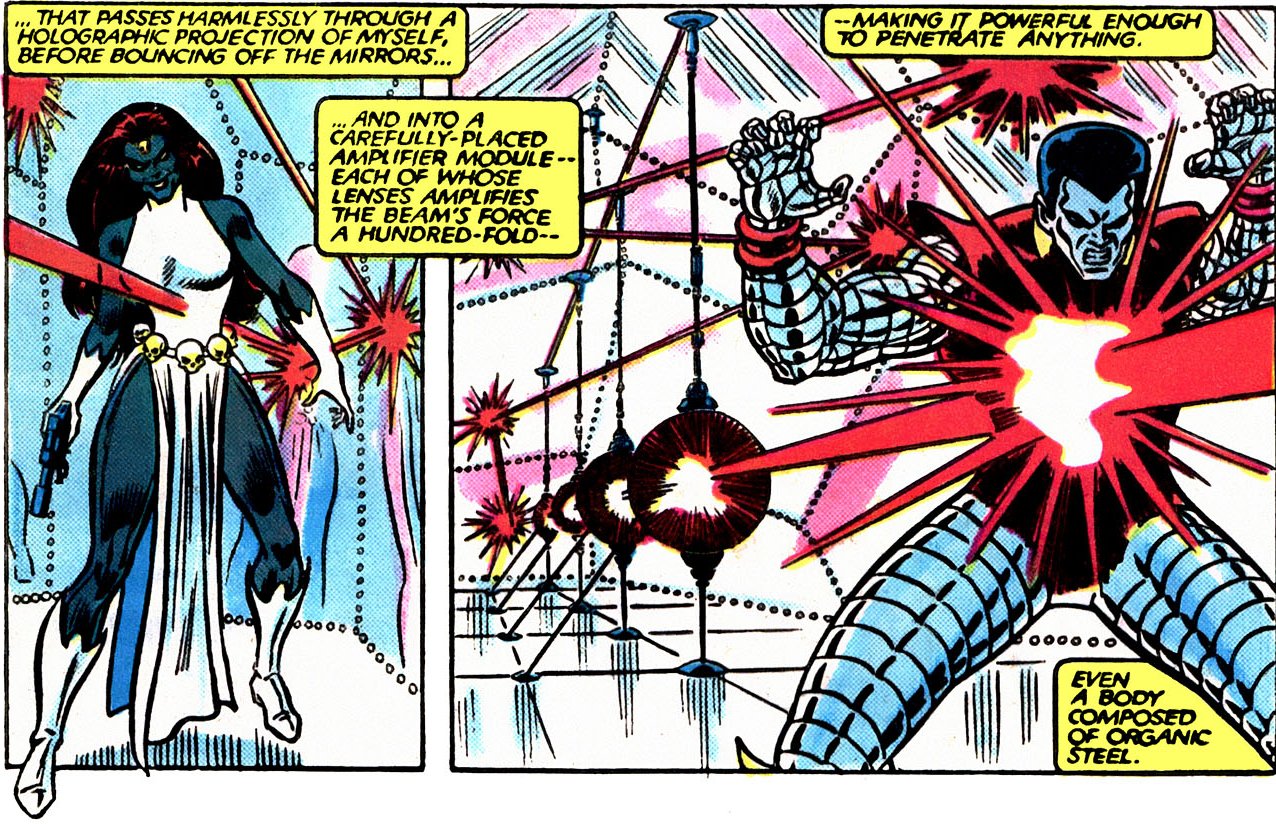 ... THAT PASSES HARMLESSLY THROUGH A
HOLOGRAPHIC PROJECTION OF MYSELF,
BEFORE BOUNCING OFF THE MIRRORS...
... AND INTO A
CAREFULLY-PLACED
AMPLIFIER MODULE--
EACH OF WHOSE
LENSES AMPLIFIES
THE BEAM'S FORCE
A HUNDRED-FOLD--
--MAKING IT POWERFUL ENOUGH
TO PENETRATE ANYTHING.
EVEN
A BODY
COMPOSED
OF ORGANIC
STEEL.